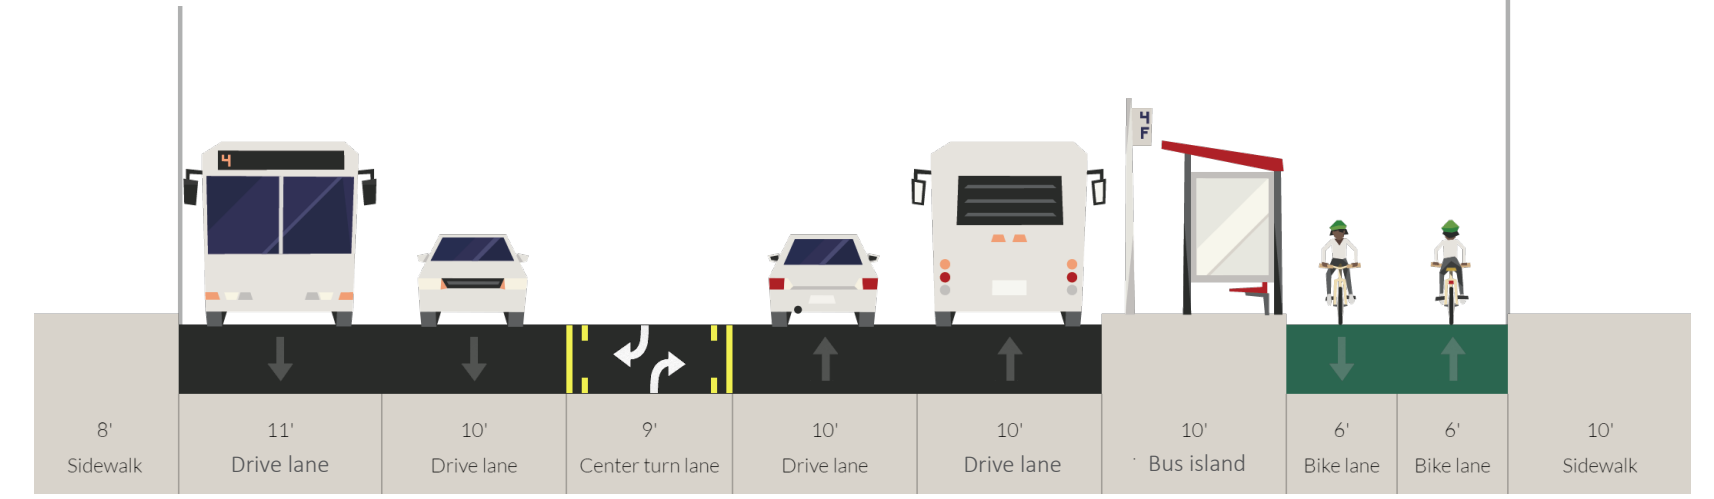 4
4
F
8'
11'
10'
9'
10'
10'
10'
6'
6'
10'
Sidewalk
Drive lane
Drive lane
Center turn lane
Drive lane
Drive lane
Bus island
Bike lane
Bike lane
Sidewalk